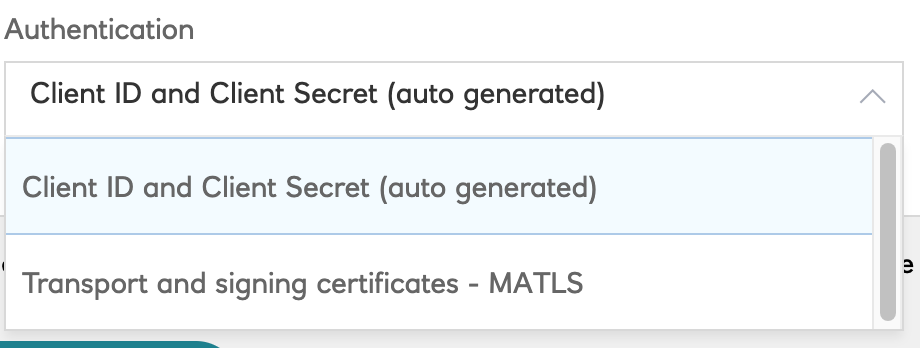 Authentication
Client ID and Client Secret (auto generated)
Client ID and Client Secret (auto generated)
Transport and signing certificates - MATLS